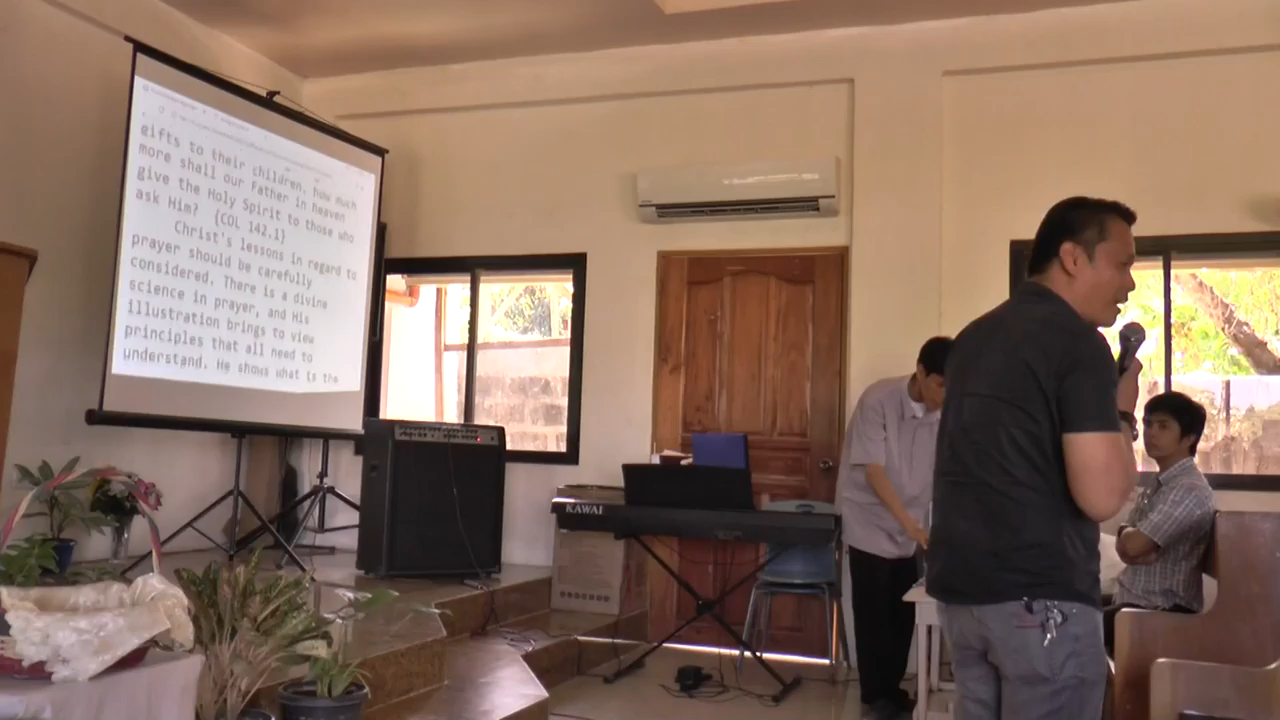 gifts to their children, how much
more shall our Father in heaven
give the Holy Spirit to those who
ask Him? {COL 142.1}
Christ's lessons in regard to
prayer should be carefully
considered. There is a divine
science in prayer, and His
illustration brings to view
principles that all need to
understand. He shows what is the
KAWAI